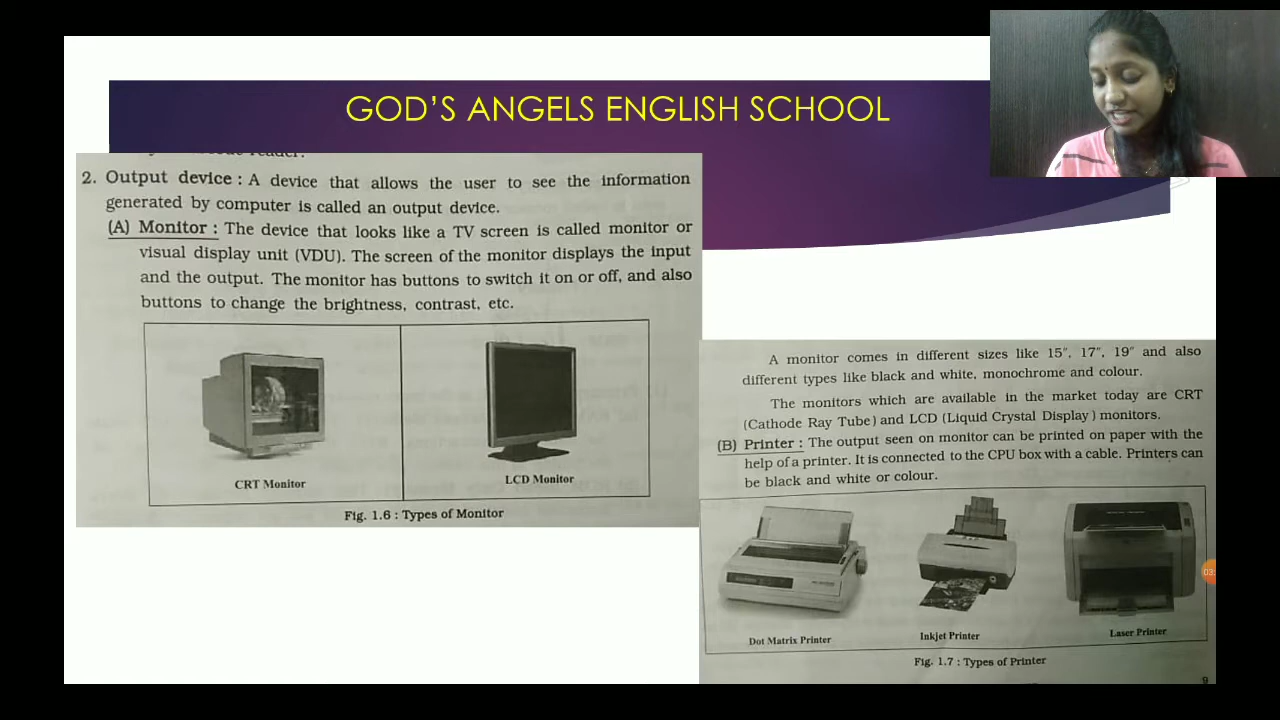 GOD'S ANGELS ENGLISH SCHOOL
2. Output device : A device that allows the user to see the information
generated by computer is called an output device.
(A) Monitor : The device that looks like a TV screen is called monitor or
visual display unit (VDU). The screen of the monitor displays the input
and the output. The monitor has buttons to switch it on or off, and also
buttons to change the brightness, contrast, etc.
CRT Monitor
LCD Monitor
Fig. 1.6 : Types of Monitor
A monitor comes in different sizes like 15″, 17″, 19″ and also
different types like black and white, monochrome and colour.
The monitors which are available in the market today are CRT
(Cathode Ray Tube) and LCD (Liquid Crystal Display) monitors.
(B) Printer : The output seen on monitor can be printed on paper with the
help of a printer. It is connected to the CPU box with a cable. Printers can
be black and white or colour.
Dot Matrix Printer
Inkjet Printer
Laser Printer
Fig. 1.7 : Types of Printer
9